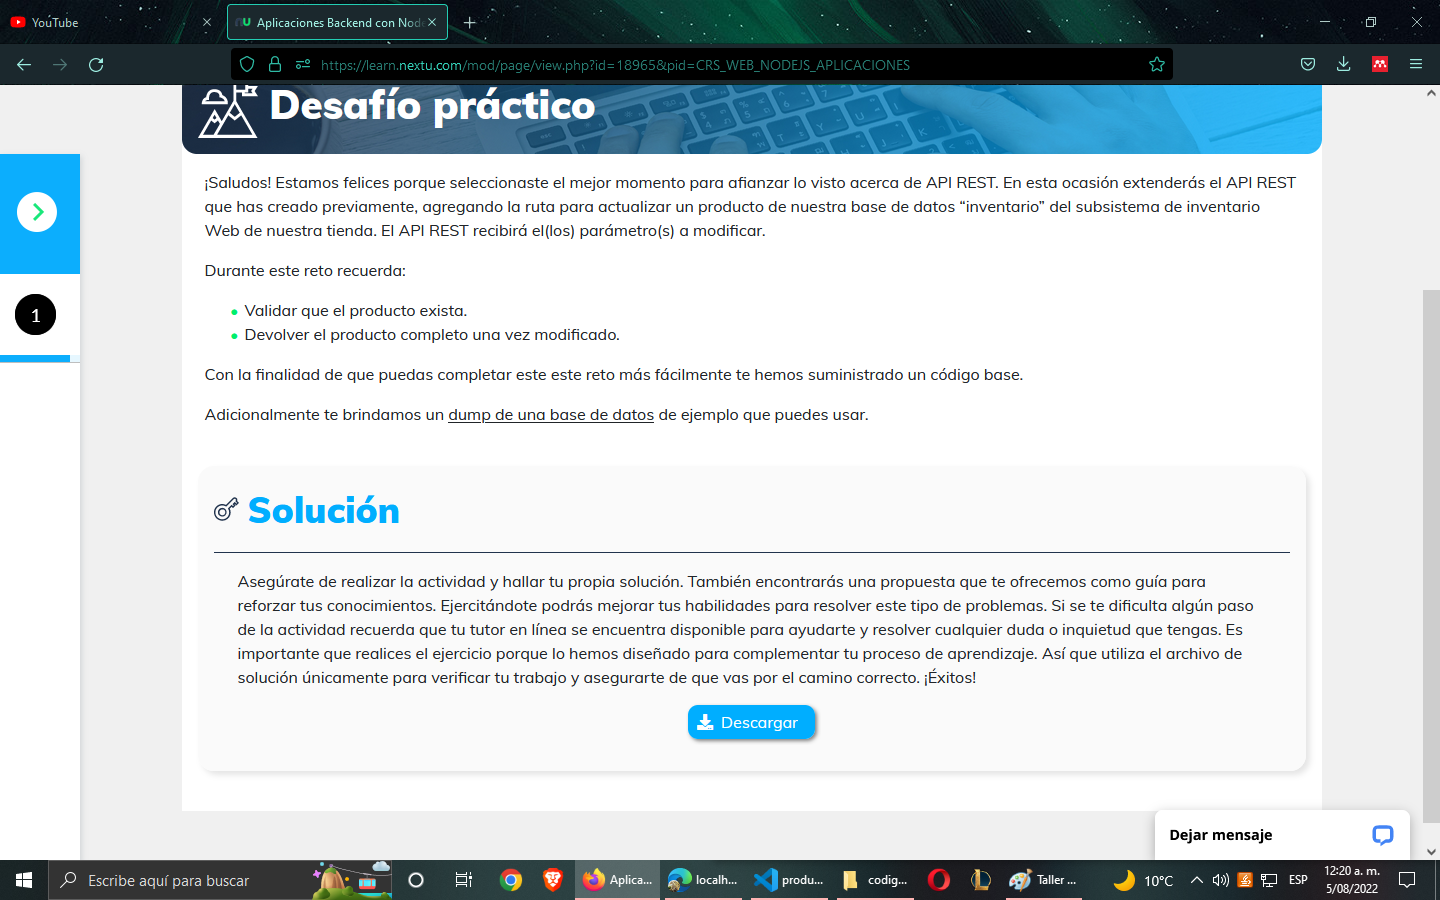 YouTube
Aplicaciones Backend con Node
https://learn.nextu.com/mod/page/view.php?id=18965&pid=CRS_WEB_NODEJS_APLICACIONES
Desafío práctico
¡Saludos! Estamos felices porque seleccionaste el mejor momento para afianzar lo visto acerca de API REST. En esta ocasión extenderás el API REST
que has creado previamente, agregando la ruta para actualizar un producto de nuestra base de datos “inventario” del subsistema de inventario
Web de nuestra tienda. El API REST recibirá el(los) parámetro(s) a modificar.
1
Durante este reto recuerda:
Validar que el producto exista.
Devolver el producto completo una vez modificado.
Con la finalidad de que puedas completar este este reto más fácilmente te hemos suministrado un código base.
Adicionalmente te brindamos un dump de una base de datos de ejemplo que puedes usar.
Solución
Asegúrate de realizar la actividad y hallar tu propia solución. También encontrarás una propuesta que te ofrecemos como guía para
reforzar tus conocimientos. Ejercitándote podrás mejorar tus habilidades para resolver este tipo de problemas. Si se te dificulta algún paso
de la actividad recuerda que tu tutor en línea se encuentra disponible para ayudarte y resolver cualquier duda o inquietud que tengas. Es
importante que realices el ejercicio porque lo hemos diseñado para complementar tu proceso de aprendizaje. Así que utiliza el archivo de
solución únicamente para verificar tu trabajo y asegurarte de que vas por el camino correcto. ¡Éxitos!
Descargar
Dejar mensaje
Escribe aquí para buscar
Aplica...
localh...
produ...
codig...
Taller ...
10°C
ESP
12:20 a. m.
5/08/2022